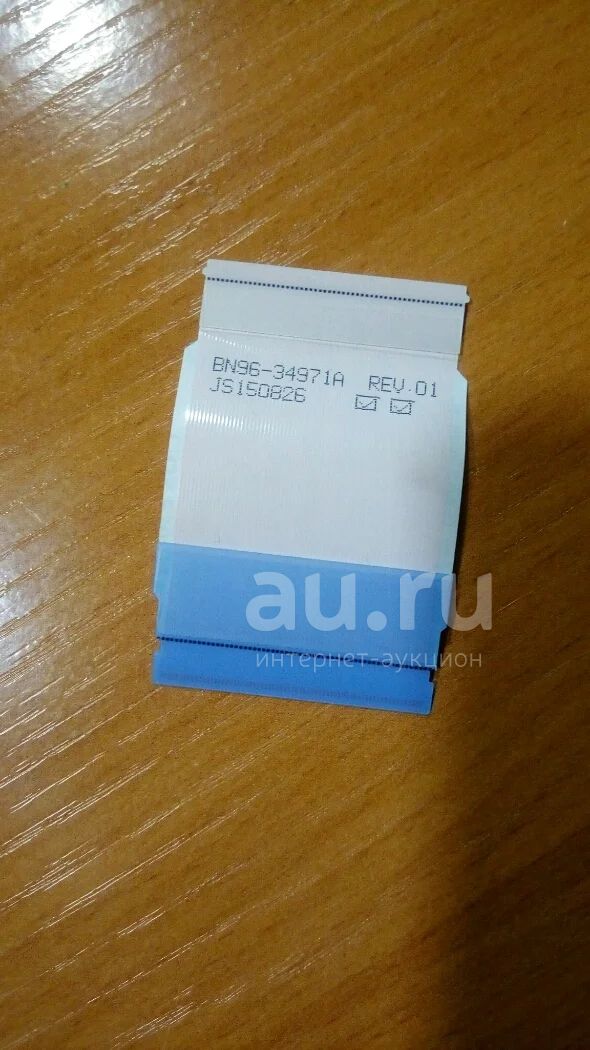 BN96-34971A REV.01
JS150826
au.ru
интернет-аукцион